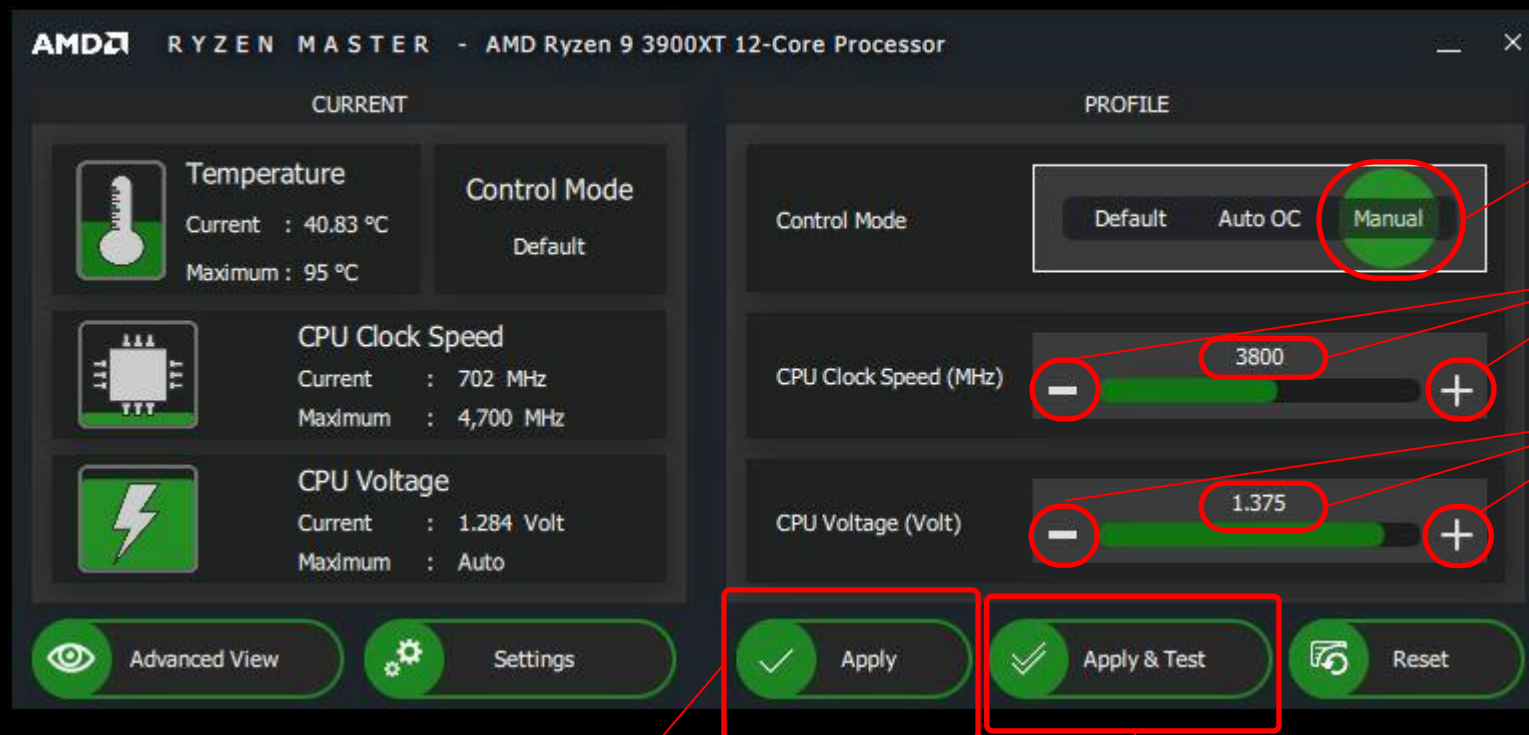 AMD RYZEN MASTER - AMD Ryzen 9 3900XT 12-Core Processor
CURRENT
Temperature
Current : 40.83 ºC
Maximum : 95 ºC
Control Mode
Default
CPU Clock Speed
Current : 702 MHz
Maximum : 4,700 MHz
CPU Voltage
Current : 1.284 Volt
Maximum : Auto
Advanced View
Settings
PROFILE
Control Mode
Default Auto OC Manual
CPU Clock Speed (MHz)
3800
CPU Voltage (Volt)
1.375
Apply
Apply & Test
Reset